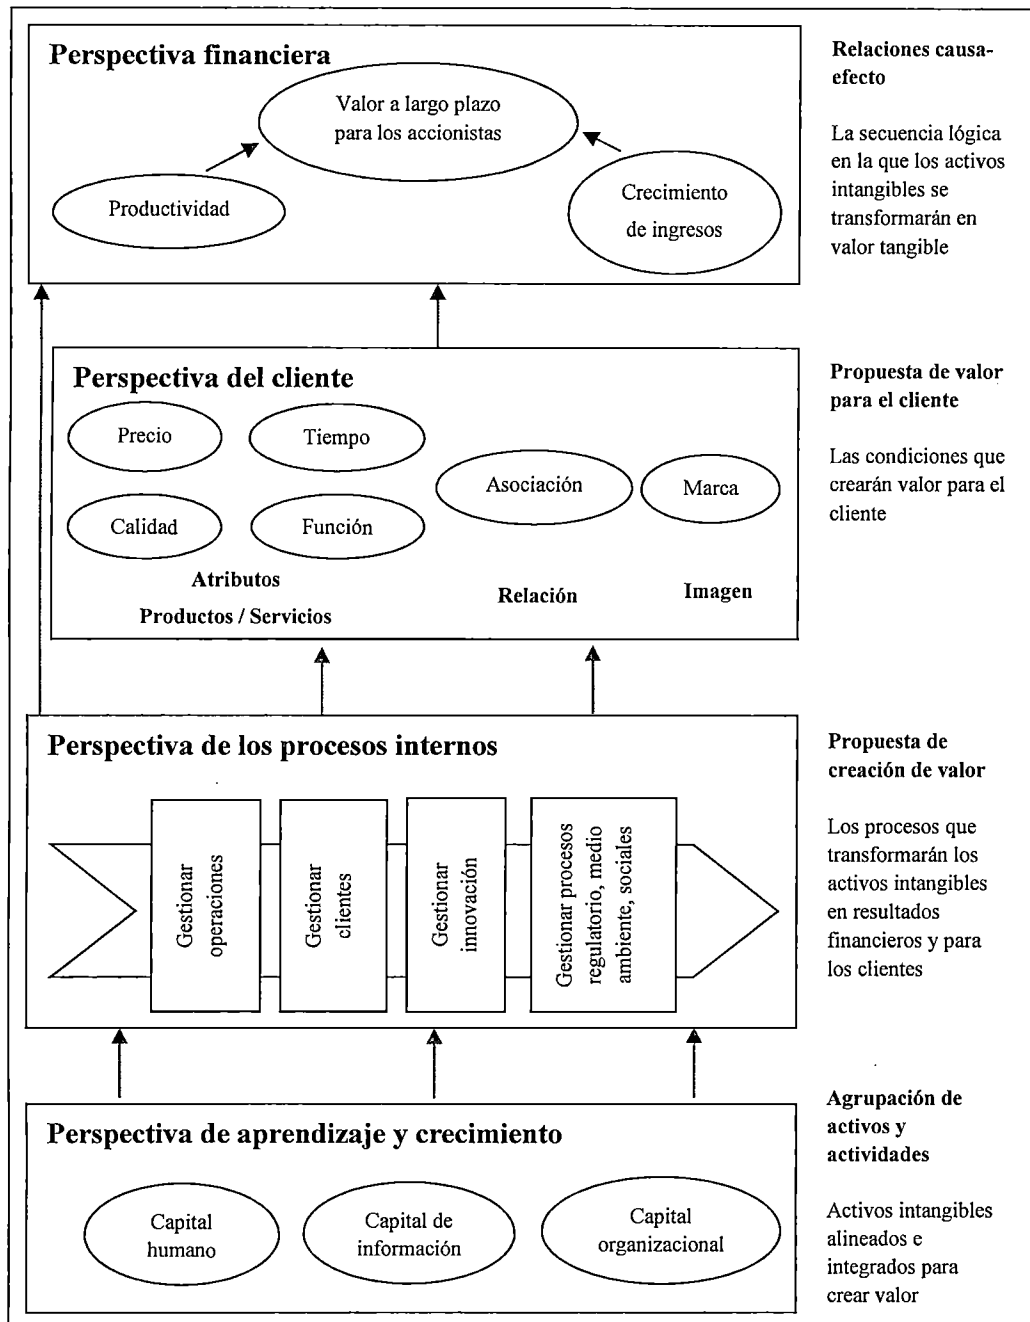 Perspectiva financiera
Valor a largo plazo
para los accionistas
Productividad
Crecimiento
de ingresos
Relaciones causa-
efecto
La secuencia lógica
en la que los activos
intangibles se
transformarán en
valor tangible
Perspectiva del cliente
Precio
Tiempo
Calidad
Función
Asociación
Marca
Atributos
Productos / Servicios
Relación
Imagen
Propuesta de valor
para el cliente
Las condiciones que
crearán valor para el
cliente
Perspectiva de los procesos internos
Gestionar
operaciones
Gestionar
clientes
Gestionar
innovación
Gestionar procesos
regulatorio, medio
ambiente, sociales
Propuesta de
creación de valor
Los procesos que
transformarán los
activos intangibles
en resultados
financieros y para
los clientes
Perspectiva de aprendizaje y crecimiento
Capital
humano
Capital de
información
Capital
organizacional
Agrupación de
activos y
actividades
Activos intangibles
alineados e
integrados para
crear valor